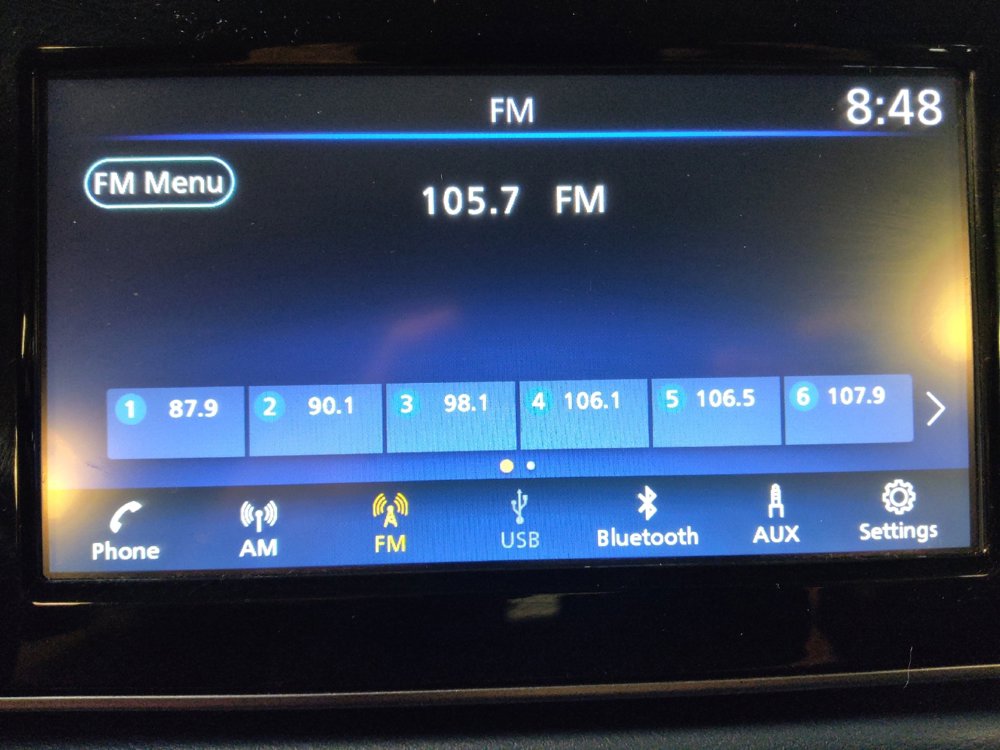 FM 8:48
FM Menu
105.7 FM
1 87.9 2 90.1 3 98.1 4 106.1 5 106.5 6 107.9
Phone AM FM USB Bluetooth AUX Settings